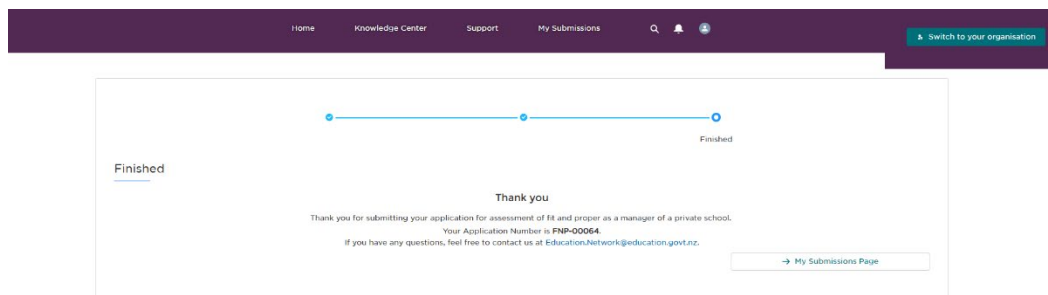 Home Knowledge Center Support My Submissions
Switch to your organisation
Finished
Finished
Thank you
Thank you for submitting your application for assessment of fit and proper as a manager of a private school.
Your Application Number is FNP-00064.
If you have any questions, feel free to contact us at Education.Network@education.govt.nz.
→ My Submissions Page